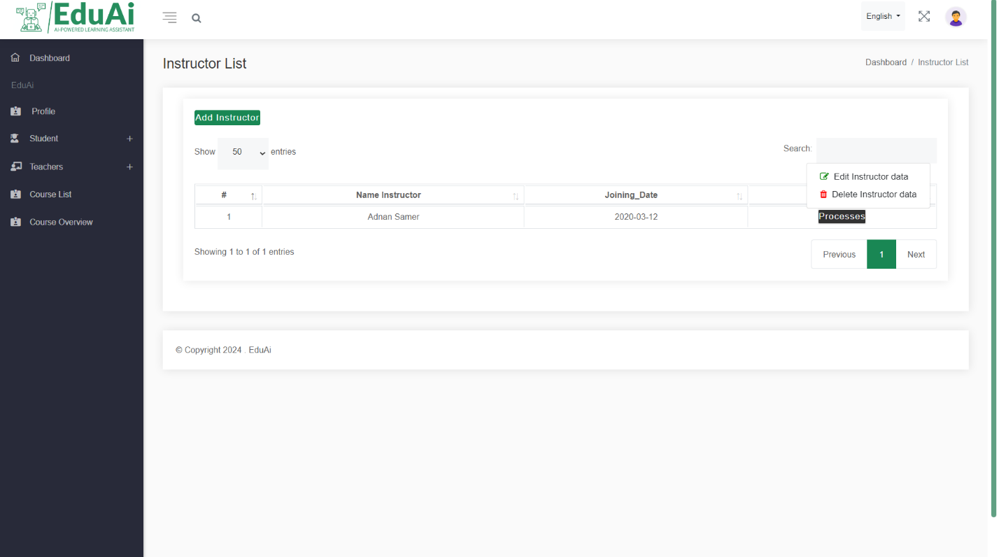 EduAi
AI-POWERED LEARNING ASSISTANT
English
Dashboard
EduAi
Profile
Student +
Teachers +
Course List
Course Overview
Instructor List
Dashboard / Instructor List
Add Instructor
Show 50 entries
Search:
Edit Instructor data
Delete Instructor data
# Name Instructor Joining_Date
1 Adnan Samer 2020-03-12 Processes
Showing 1 to 1 of 1 entries
Previous 1 Next
© Copyright 2024 . EduAi